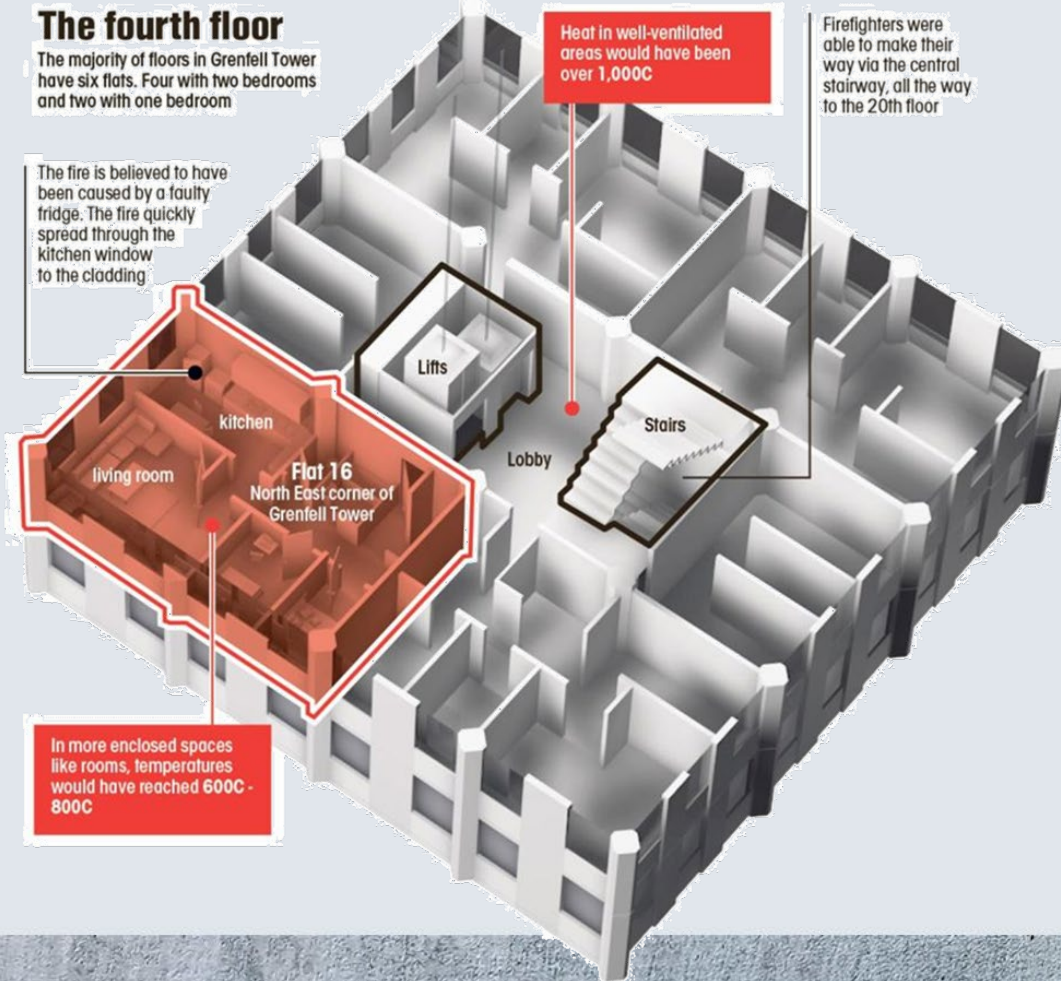 The fourth floor
The majority of floors in Grenfell Tower
have six flats. Four with two bedrooms
and two with one bedroom
The fire is believed to have
been caused by a faulty
fridge. The fire quickly
spread through the
kitchen window
to the cladding
Heat in well-ventilated
areas would have been
over 1,000C
Firefighters were
able to make their
way via the central
stairway, all the way
to the 20th floor
Lifts
Stairs
Lobby
kitchen
living room
Flat 16
North East corner of
Grenfell Tower
In more enclosed spaces
like rooms, temperatures
would have reached 600C -
800C